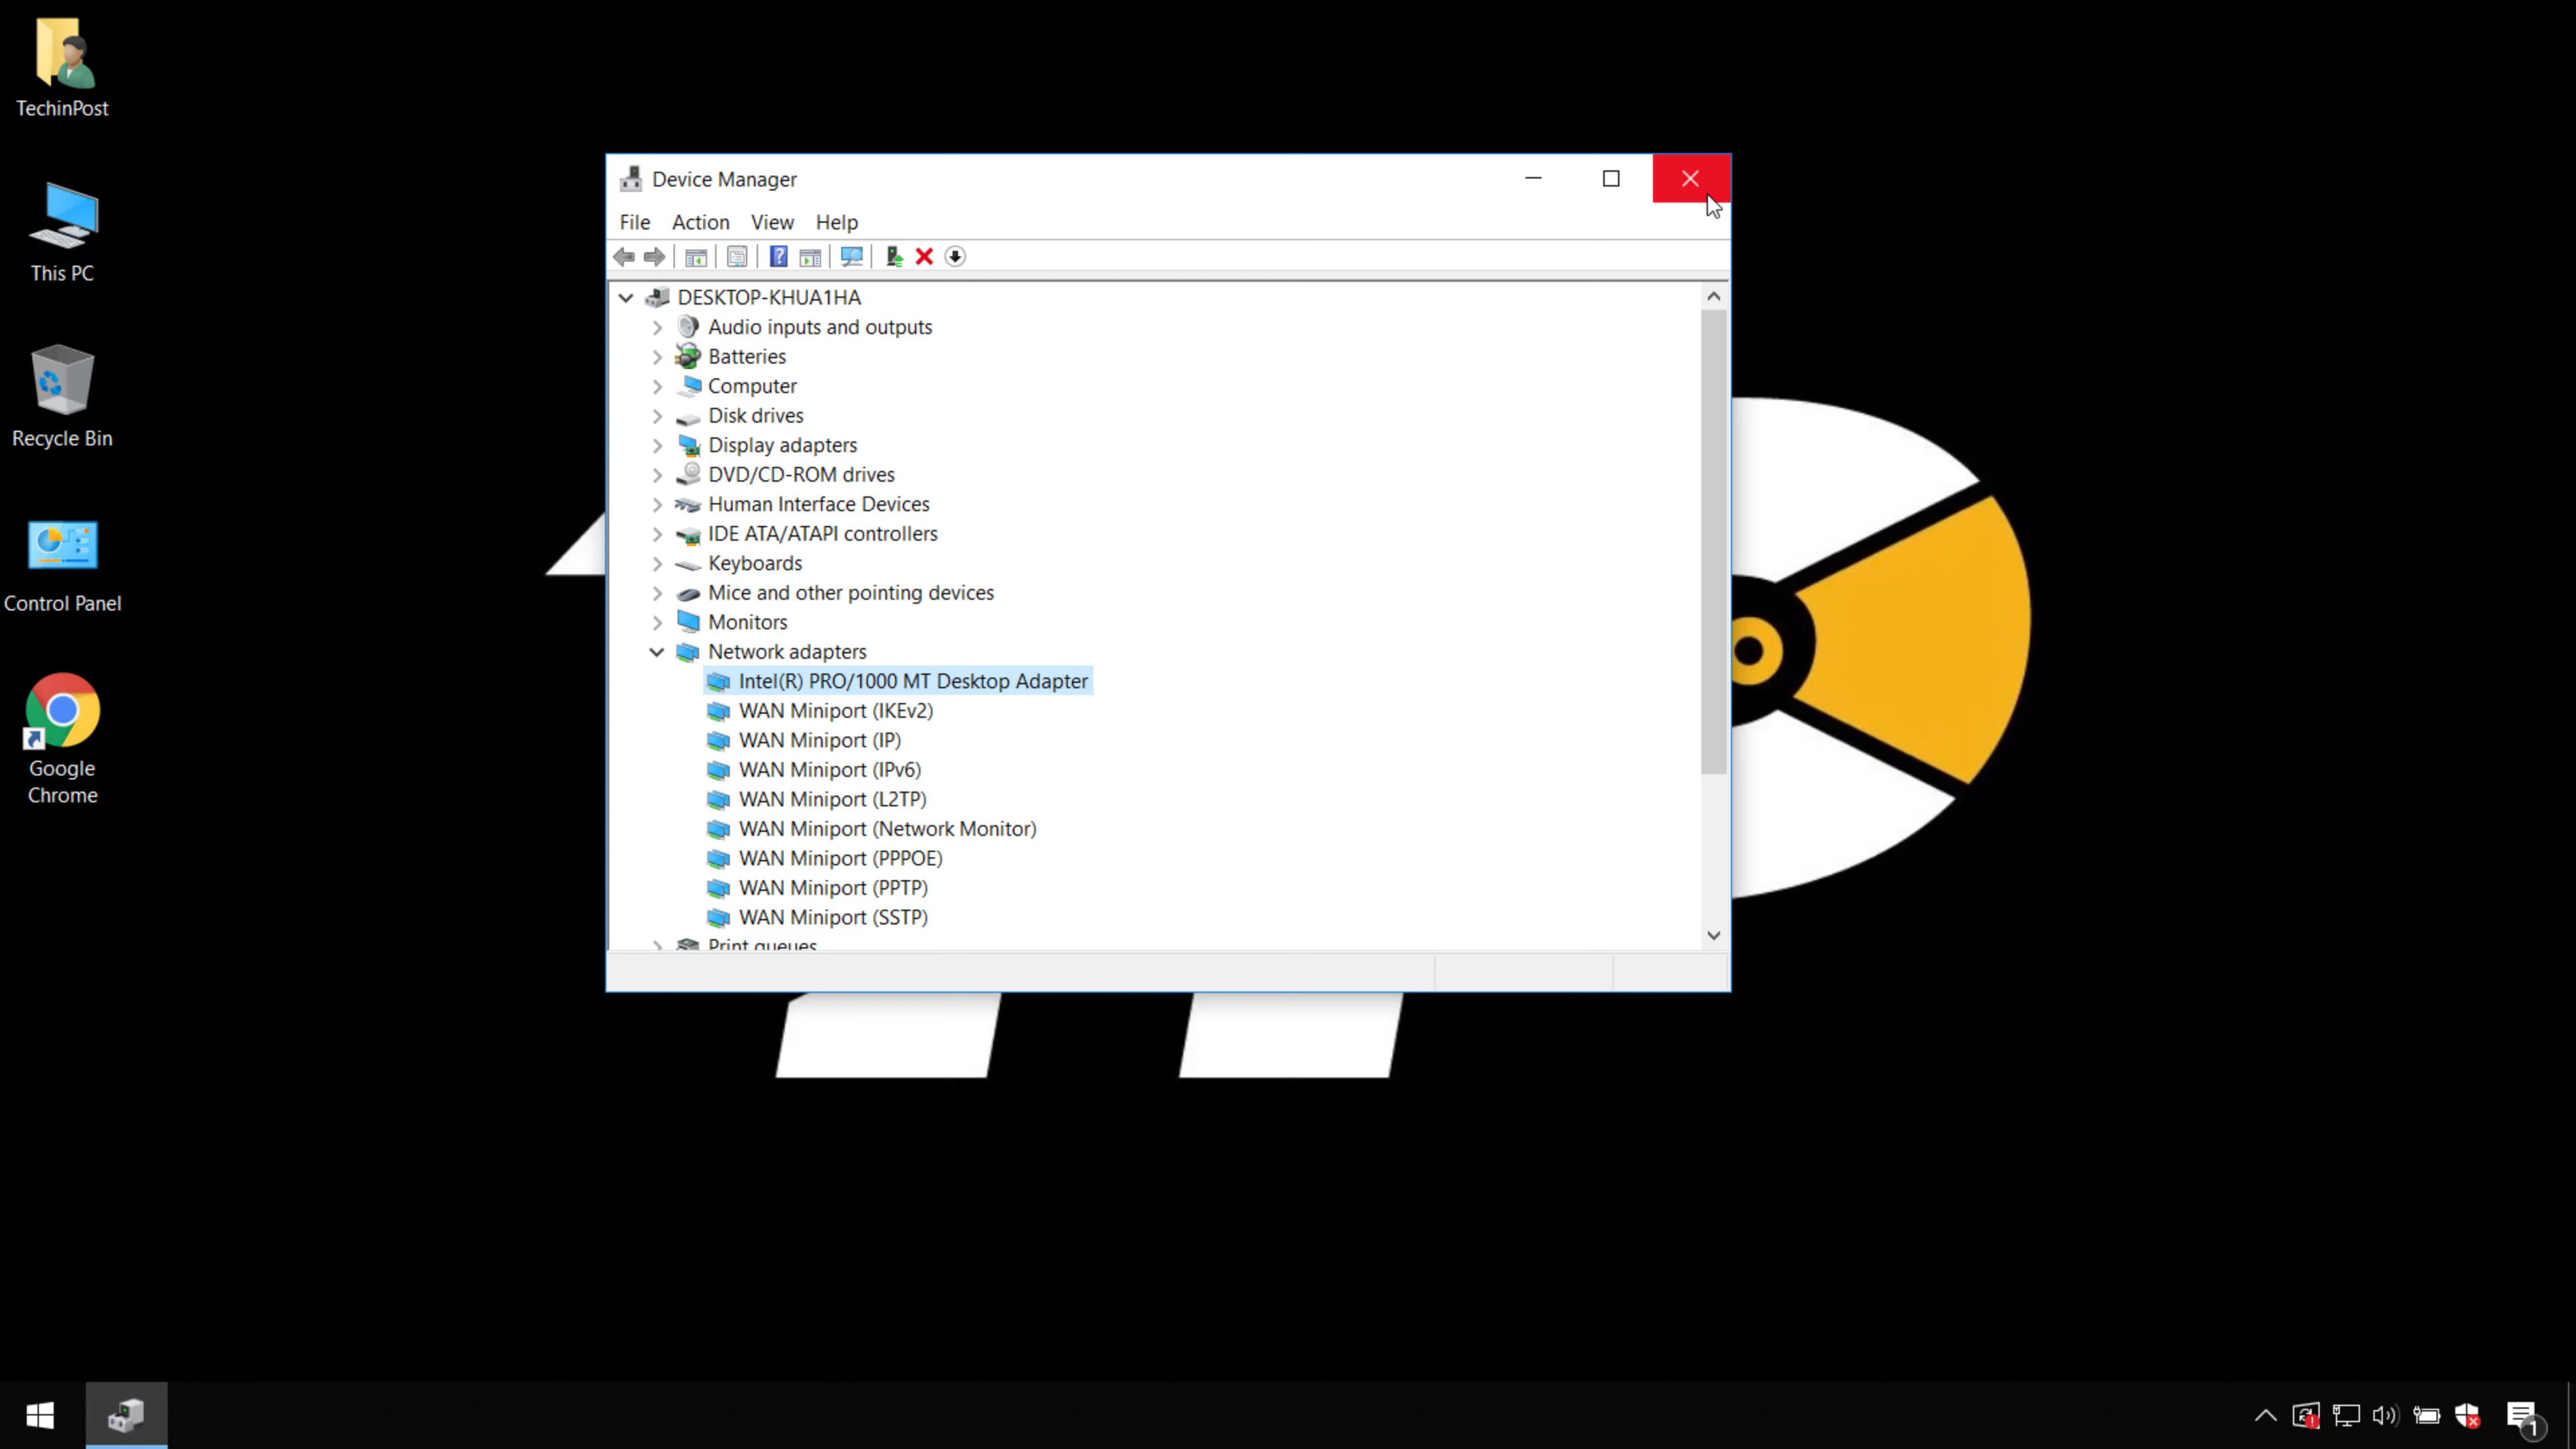 TechinPost
This PC
Recycle Bin
Control Panel
Google
Chrome
Device Manager
File Action View Help
?
DESKTOP-KHUA1HA
Audio inputs and outputs
Batteries
Computer
Disk drives
Display adapters
DVD/CD-ROM drives
Human Interface Devices
IDE ATA/ATAPI controllers
Keyboards
Mice and other pointing devices
Monitors
Network adapters
Intel(R) PRO/1000 MT Desktop Adapter
WAN Miniport (IKEv2)
WAN Miniport (IP)
WAN Miniport (IPv6)
WAN Miniport (L2TP)
WAN Miniport (Network Monitor)
WAN Miniport (PPPOE)
WAN Miniport (PPTP)
WAN Miniport (SSTP)
Print queues
1